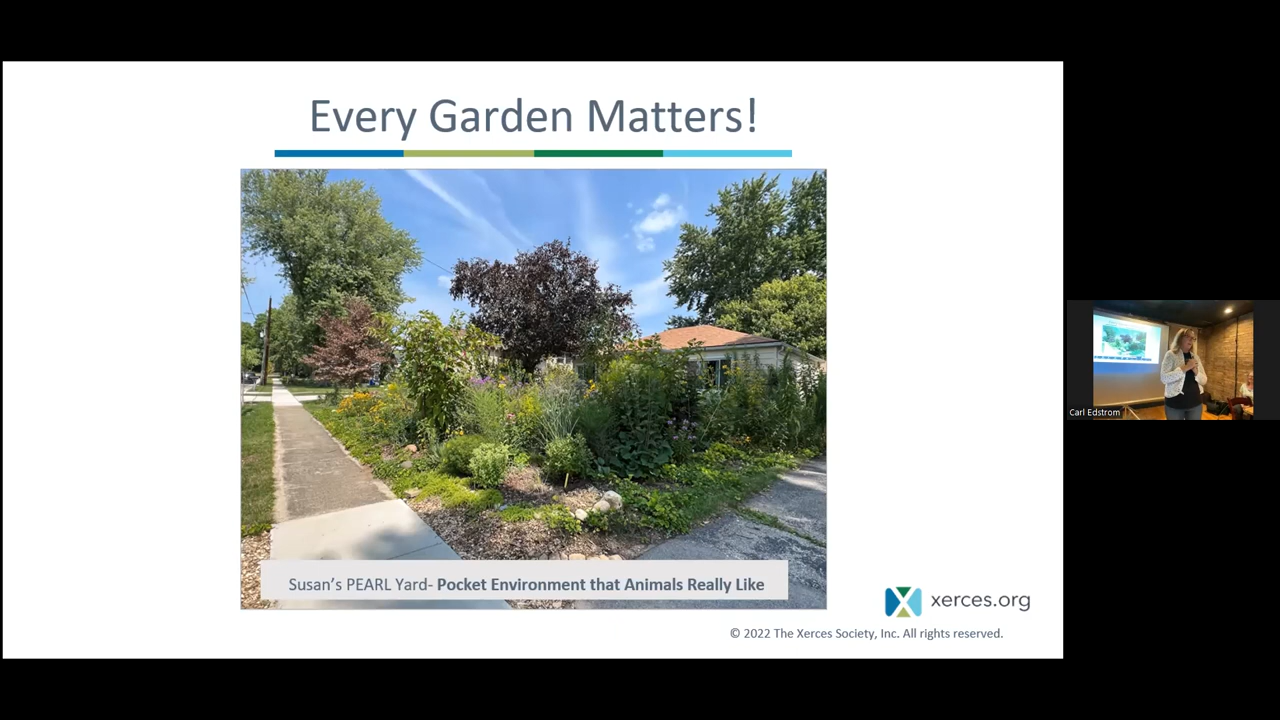 Every Garden Matters!
Susan's PEARL Yard- Pocket Environment that Animals Really Like
xerces.org
© 2022 The Xerces Society, Inc. All rights reserved.
Carl Edstrom